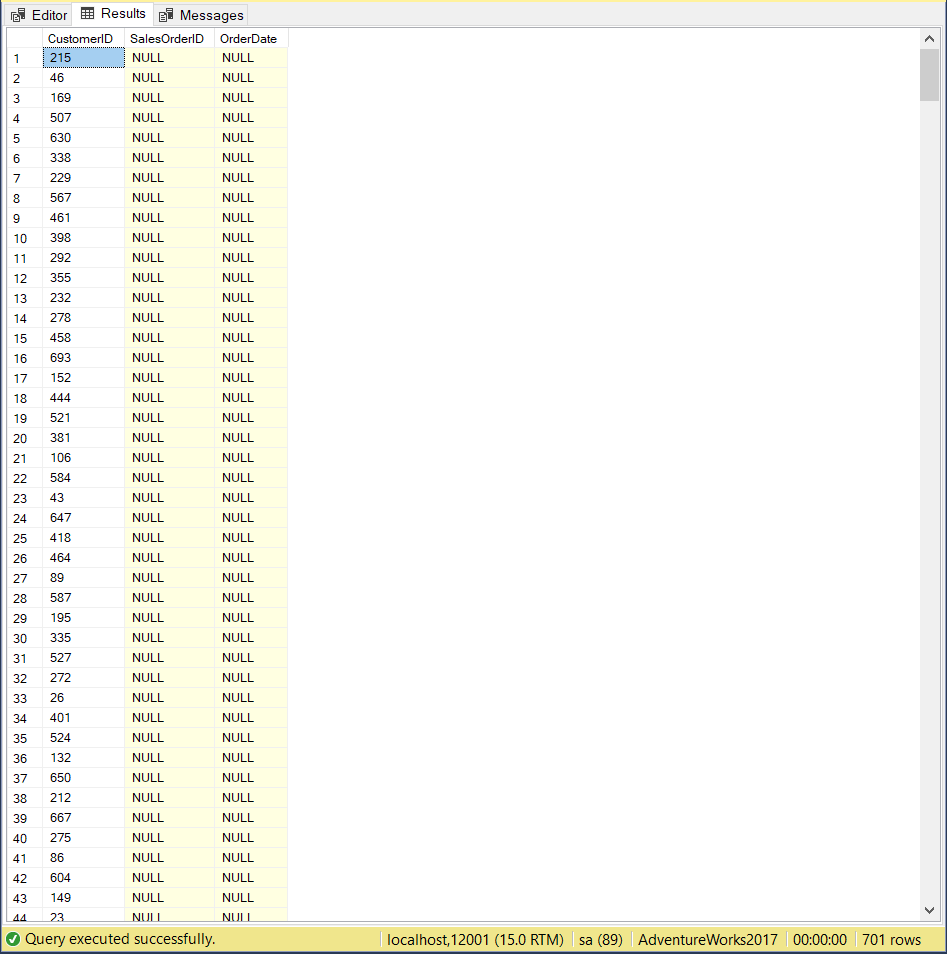 Editor Results Messages
CustomerID SalesOrderID OrderDate
1 215 NULL NULL
2 46 NULL NULL
3 169 NULL NULL
4 507 NULL NULL
5 630 NULL NULL
6 338 NULL NULL
7 229 NULL NULL
8 567 NULL NULL
9 461 NULL NULL
10 398 NULL NULL
11 292 NULL NULL
12 355 NULL NULL
13 232 NULL NULL
14 278 NULL NULL
15 458 NULL NULL
16 693 NULL NULL
17 152 NULL NULL
18 444 NULL NULL
19 521 NULL NULL
20 381 NULL NULL
21 106 NULL NULL
22 584 NULL NULL
23 43 NULL NULL
24 647 NULL NULL
25 418 NULL NULL
26 464 NULL NULL
27 89 NULL NULL
28 587 NULL NULL
29 195 NULL NULL
30 335 NULL NULL
31 527 NULL NULL
32 272 NULL NULL
33 26 NULL NULL
34 401 NULL NULL
35 524 NULL NULL
36 132 NULL NULL
37 650 NULL NULL
38 212 NULL NULL
39 667 NULL NULL
40 275 NULL NULL
41 86 NULL NULL
42 604 NULL NULL
43 149 NULL NULL
44 23 NULL NULL
Query executed successfully. localhost,12001 (15.0 RTM) sa (89) AdventureWorks2017 00:00:00 701 rows